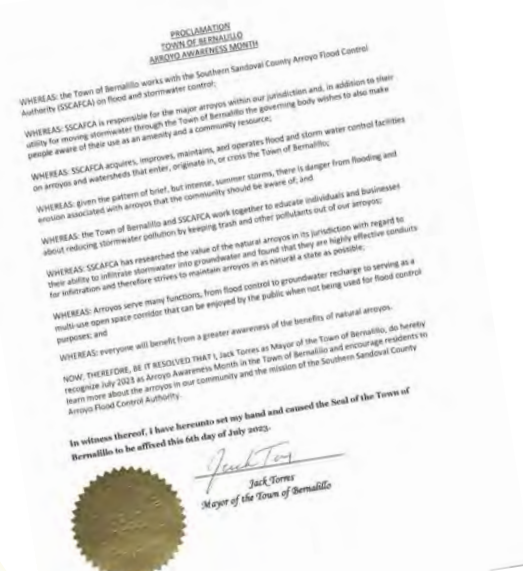 PROCLAMATION
TOWN OF BERNALILLO
ARROYO AWARENESS MONTH
WHEREAS: the Town of Bernalillo works with the Southern Sandoval County Arroyo Flood Control
Authority (SSCAFCA) on flood and stormwater control;
WHEREAS: SSCAFCA is responsible for the major arroyos within our jurisdiction and, in addition to their
utility for moving stormwater through the Town of Bernalillo the governing body wishes to also make
people aware of their use as an amenity and a community resource;
WHEREAS: SSCAFCA acquires, improves, maintains, and operates flood and storm water control facilities
on arroyos and watersheds that enter, originate in, or cross the Town of Bernalillo;
WHEREAS: given the pattern of brief, but intense, summer storms, there is danger from flooding and
erosion associated with arroyos that the community should be aware of; and
WHEREAS: the Town of Bernalillo and SSCAFCA work together to educate individuals and businesses
about reducing stormwater pollution by keeping trash and other pollutants out of our arroyos;
WHEREAS: SSCAFCA has researched the value of the natural arroyos in its jurisdiction with regard to
their ability to infiltrate stormwater into groundwater and found that they are highly effective conduits
for infiltration and therefore strives to maintain arroyos in as natural a state as possible;
WHEREAS: Arroyos serve many functions, from flood control to groundwater recharge to serving as a
multi-use open space corridor that can be enjoyed by the public when not being used for flood control
purposes; and
WHEREAS: everyone will benefit from a greater awareness of the benefits of natural arroyos.
NOW, THEREFORE, BE IT RESOLVED THAT I, Jack Torres as Mayor of the Town of Bernalillo, do hereby
recognize July 2023 as Arroyo Awareness Month in the Town of Bernalillo and encourage residents to
learn more about the arroyos in our community and the mission of the Southern Sandoval County
Arroyo Flood Control Authority.
In witness thereof, I have hereunto set my hand and caused the Seal of the Town of
Bernalillo to be affixed this 6th day of July 2023.
Jack Torres
Mayor of the Town of Bernalillo